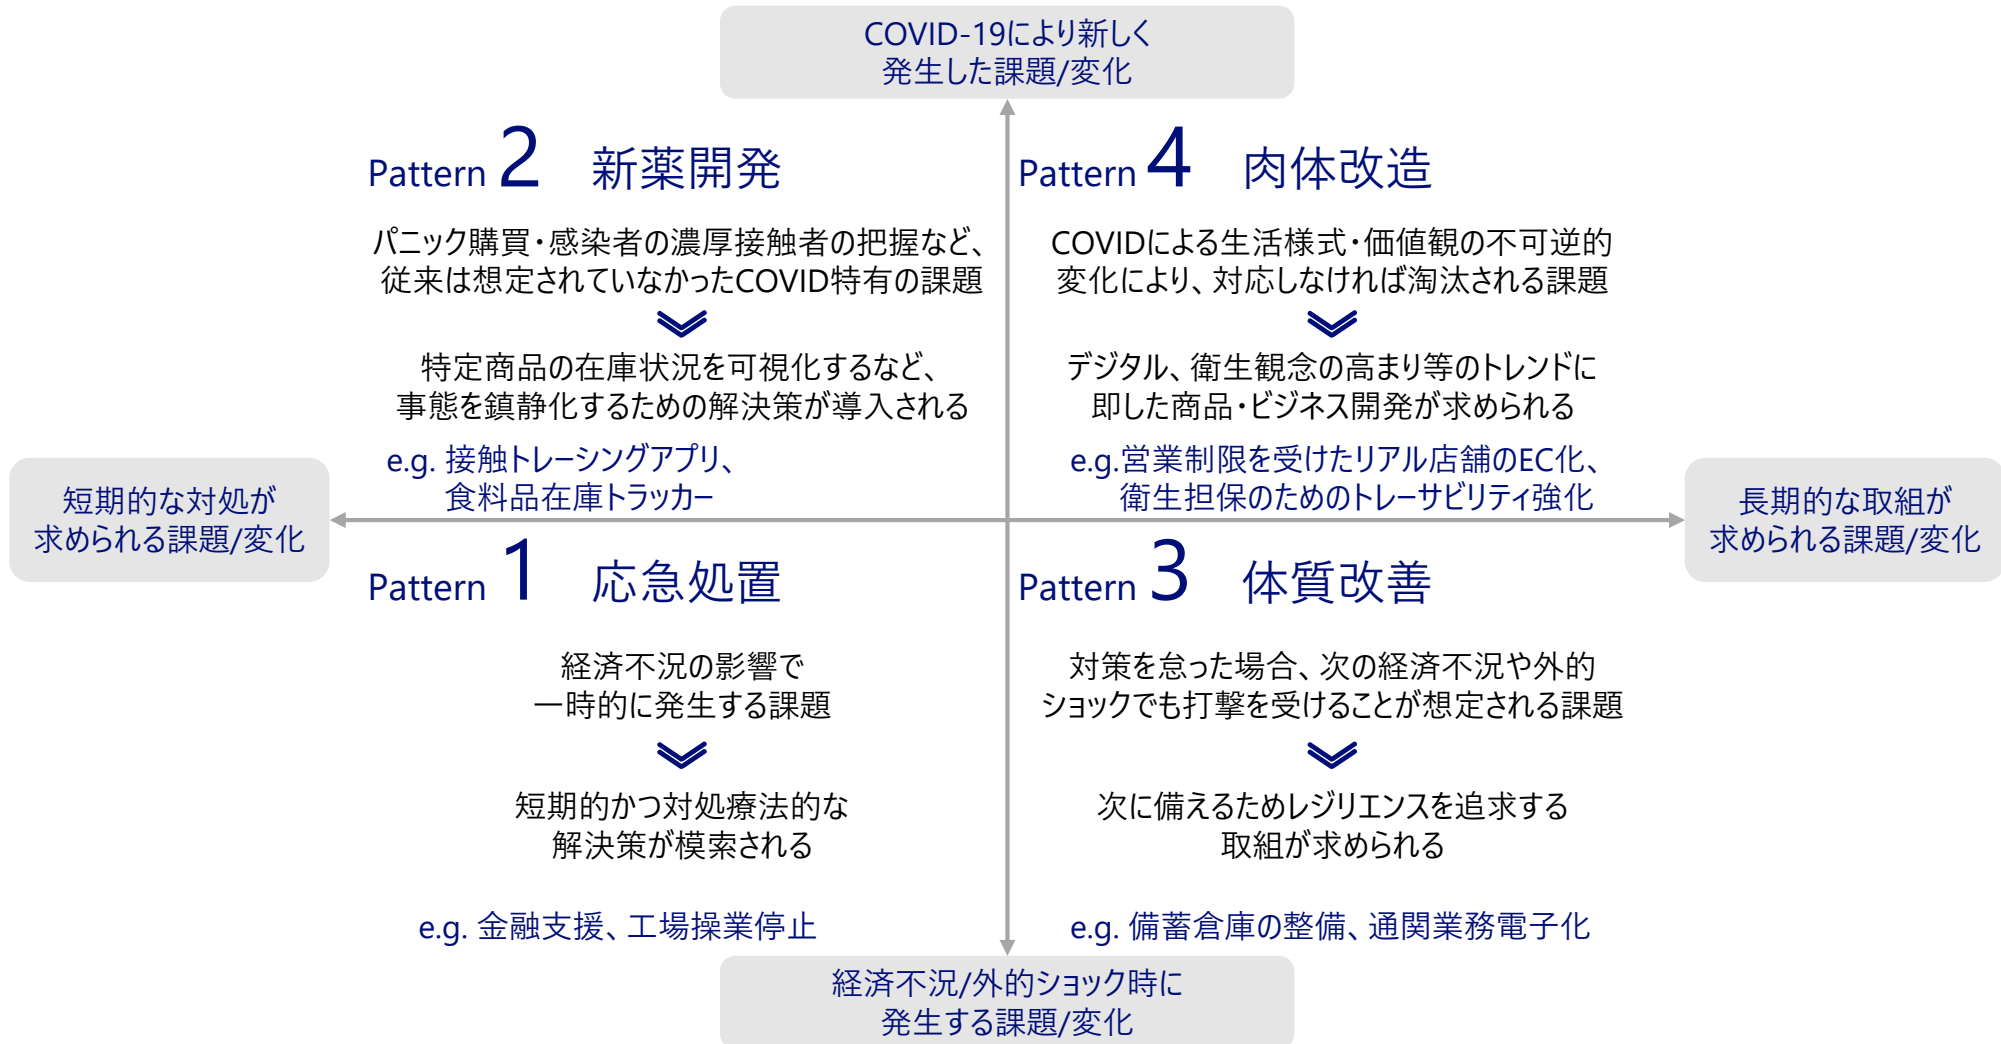 COVID-19により新しく
発生した課題/変化
Pattern 2 新薬開発
パニック購買・感染者の濃厚接触者の把握など、
従来は想定されていなかったCOVID特有の課題
特定商品の在庫状況を可視化するなど、
事態を鎮静化するための解決策が導入される
e.g. 接触トレーシングアプリ、
食料品在庫トラッカー
Pattern 4 肉体改造
COVIDによる生活様式・価値観の不可逆的
変化により、対応しなければ淘汰される課題
デジタル、衛生観念の高まり等のトレンドに
即した商品・ビジネス開発が求められる
e.g.営業制限を受けたリアル店舗のEC化、
衛生担保のためのトレーサビリティ強化
短期的な対処が
求められる課題/変化
長期的な取組が
求められる課題/変化
Pattern 1 応急処置
経済不況の影響で
一時的に発生する課題
短期的かつ対処療法的な
解決策が模索される
e.g. 金融支援、工場操業停止
Pattern 3 体質改善
対策を怠った場合、次の経済不況や外的
ショックでも打撃を受けることが想定される課題
次に備えるためレジリエンスを追求する
取組が求められる
e.g. 備蓄倉庫の整備、通関業務電子化
経済不況/外的ショック時に
発生する課題/変化